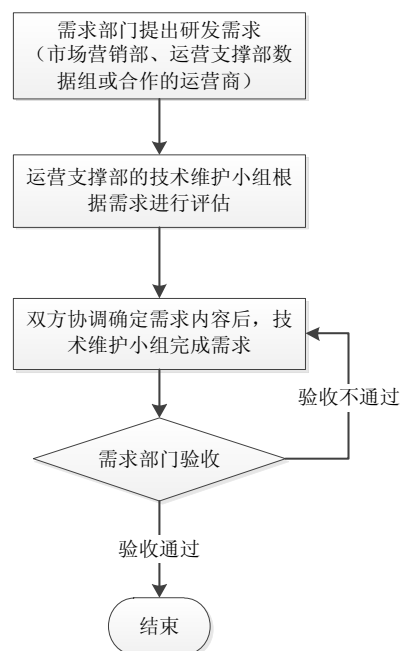 需求部门提出研发需求
（市场营销部、运营支撑部数
据组或合作的运营商）
运营支撑部的技术维护小组根
据需求进行评估
双方协调确定需求内容后，技
术维护小组完成需求
验收不通过
需求部门验收
验收通过
结束